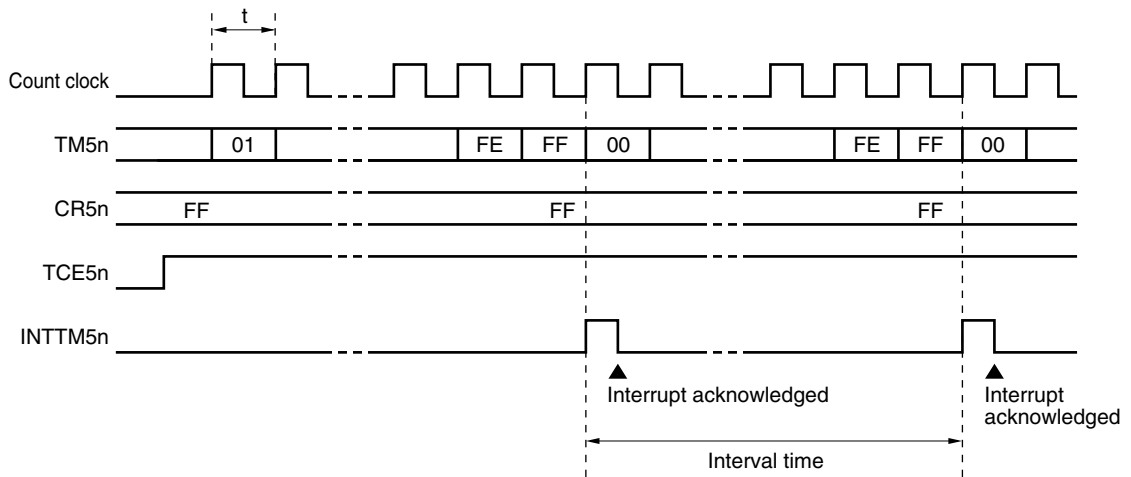 t
Count clock
TM5n 01 FE FF 00 FE FF 00
CR5n FF FF FF
TCE5n
INTTM5n
Interrupt acknowledged
Interrupt
acknowledged
Interval time